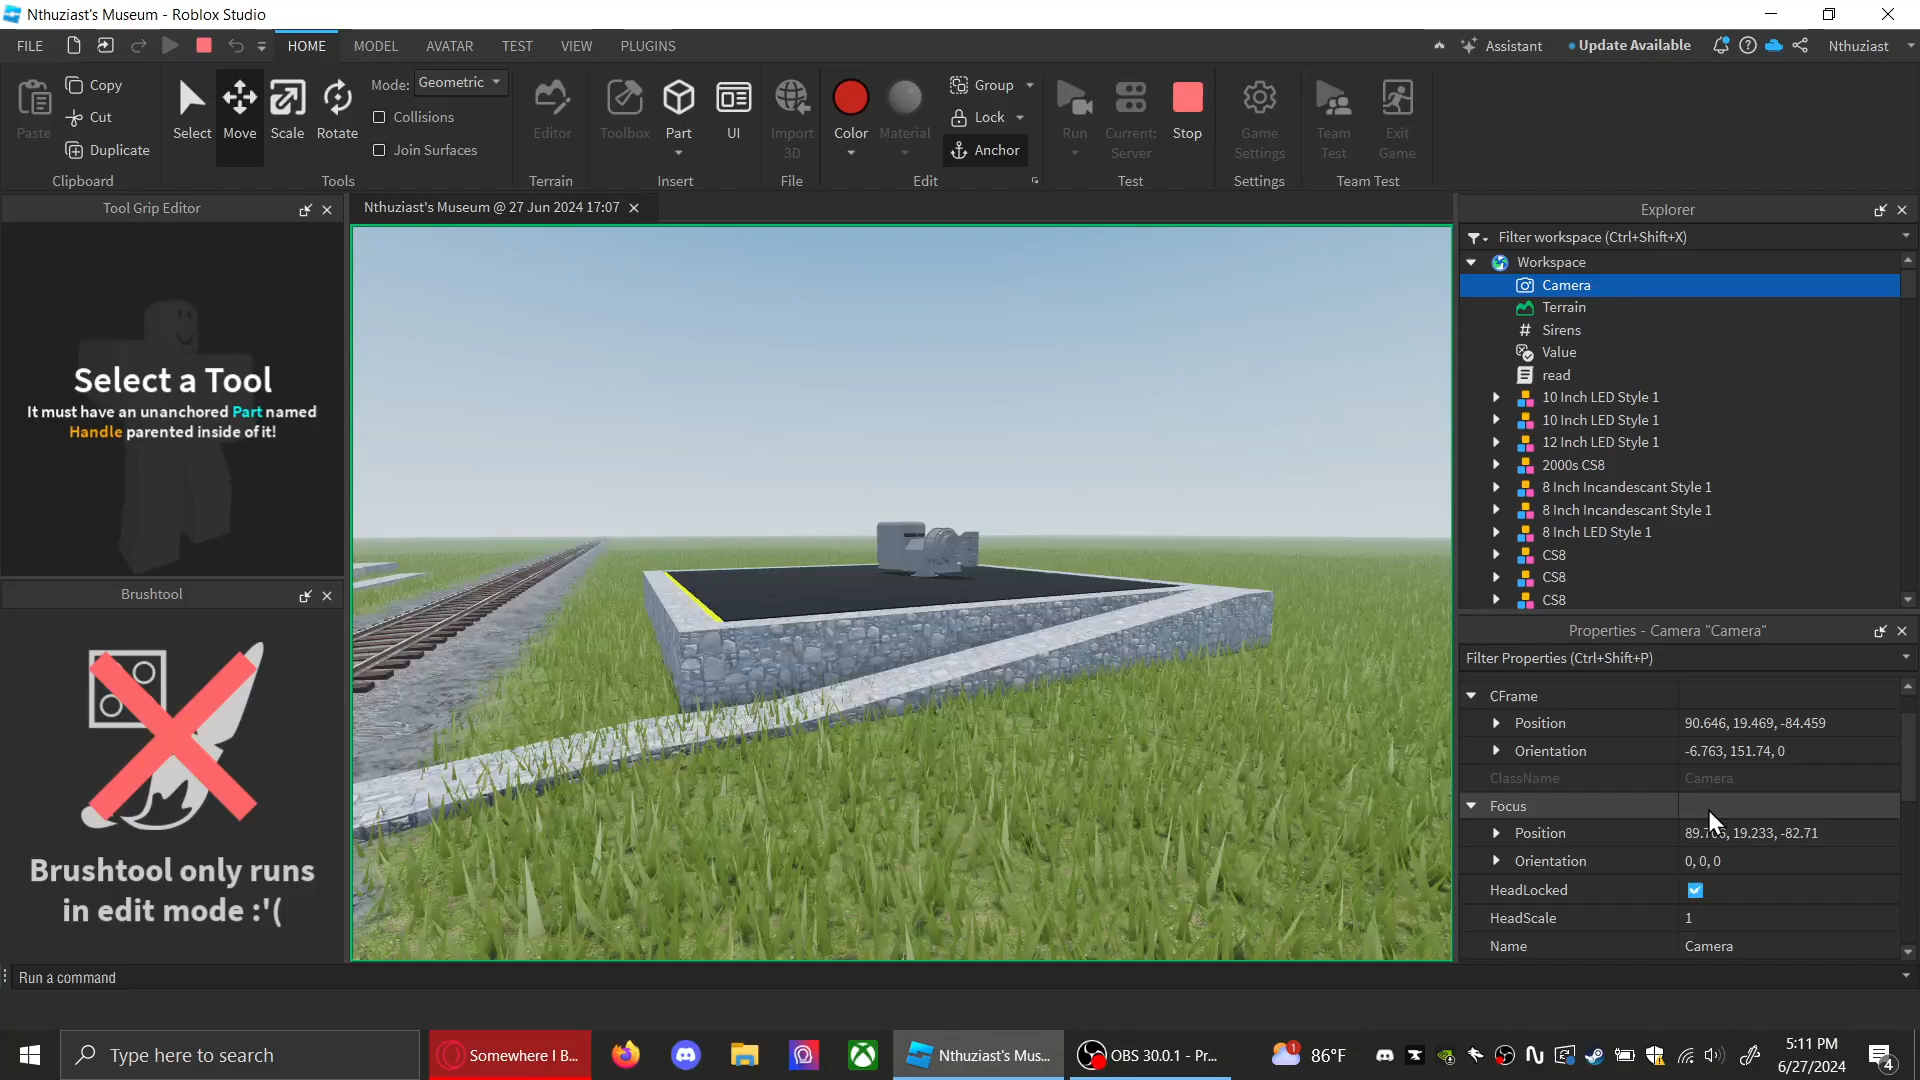 Nthuziast's Museum - Roblox Studio
FILE
HOME
MODEL
AVATAR
TEST
VIEW
PLUGINS
Assistant
Update Available
Nthuziast
Paste
Copy
Cut
Duplicate
Clipboard
Select
Move
Scale
Rotate
Mode: Geometric
Collisions
Join Surfaces
Tools
Editor
Terrain
Toolbox
Part
UI
Insert
Import
3D
File
Color
Material
Group
Lock
Anchor
Edit
Run
Current:
Server
Stop
Test
Game
Settings
Settings
Team
Test
Exit
Game
Team Test
Tool Grip Editor
Select a Tool
It must have an unanchored Part named
Handle parented inside of it!
Brushtool
Brushtool only runs
in edit mode :'(
Nthuziast's Museum @ 27 Jun 2024 17:07
Explorer
Filter workspace (Ctrl+Shift+X)
Workspace
Camera
Terrain
Sirens
Value
read
10 Inch LED Style 1
10 Inch LED Style 1
12 Inch LED Style 1
2000s CS8
8 Inch Incandescant Style 1
8 Inch Incandescant Style 1
8 Inch LED Style 1
CS8
CS8
CS8
Properties - Camera "Camera"
Filter Properties (Ctrl+Shift+P)
CFrame
Position 90.646, 19.469, -84.459
Orientation -6.763, 151.74, 0
ClassName Camera
Focus
Position 19.233, -82.71
Orientation 0, 0, 0
HeadLocked
HeadScale 1
Name Camera
Run a command
Type here to search
Somewhere I B...
Nthuziast's Mus...
OBS 30.0.1 - Pr...
1
86°F
5:11 PM
6/27/2024
4